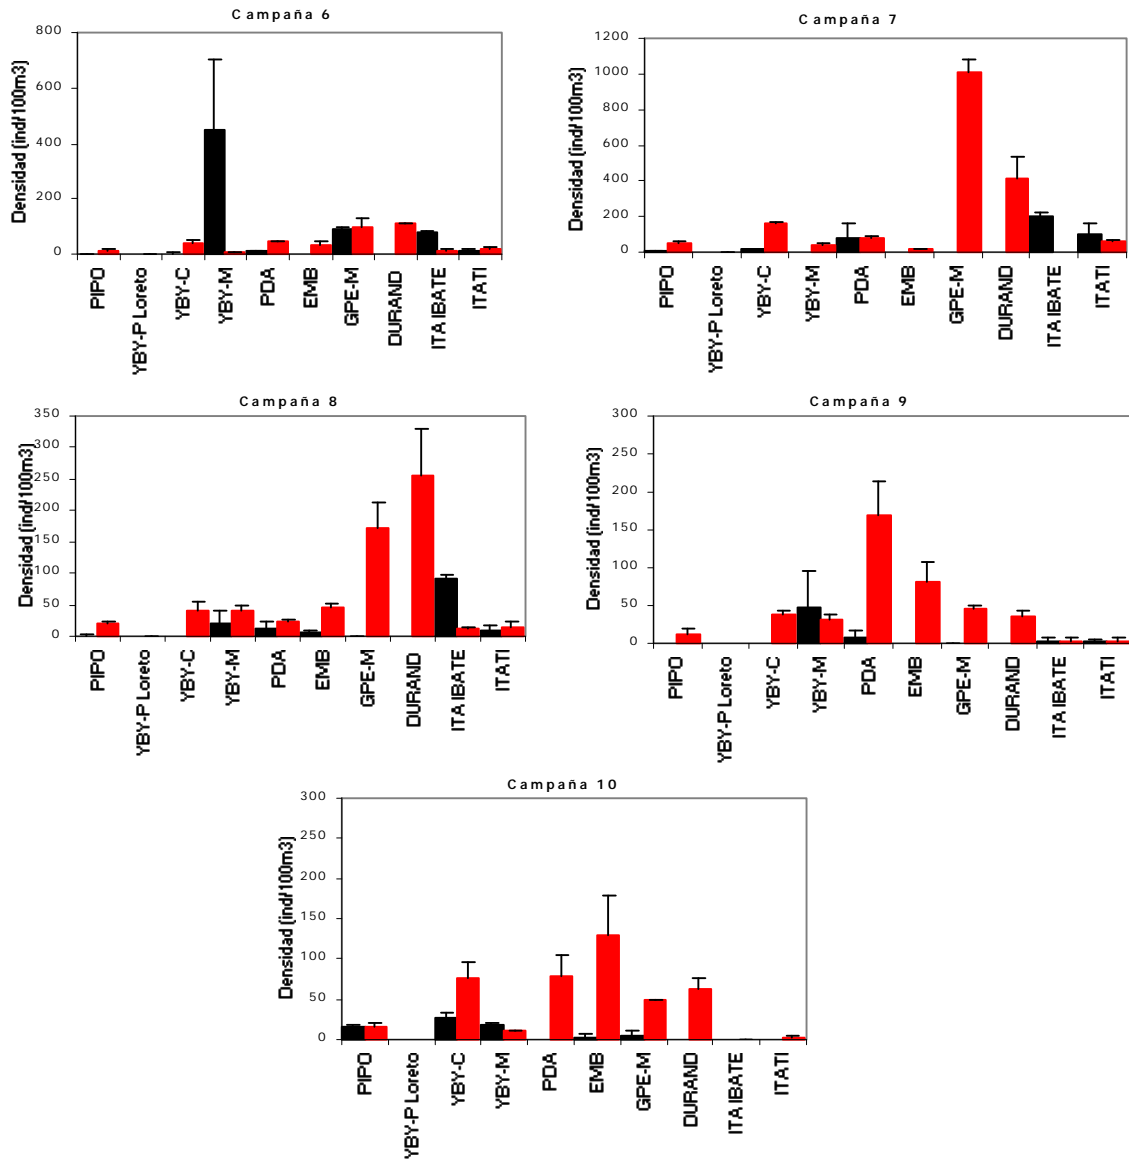 Campaña 6
Densidad (ind/100m3)
800
600
400
200
0
PIPO
YBY-P Loreto
YBY-C
YBY-M
PDA
EMB
GPE-M
DURAND
ITA IBATE
ITATI
Campaña 7
Densidad (ind/100m3)
1200
1000
800
600
400
200
0
PIPO
YBY-P Loreto
YBY-C
YBY-M
PDA
EMB
GPE-M
DURAND
ITA IBATE
ITATI
Campaña 8
Densidad (ind/100m3)
350
300
250
200
150
100
50
0
PIPO
YBY-P Loreto
YBY-C
YBY-M
PDA
EMB
GPE-M
DURAND
ITA IBATE
ITATI
Campaña 9
Densidad (ind/100m3)
300
250
200
150
100
50
0
PIPO
YBY-P Loreto
YBY-C
YBY-M
PDA
EMB
GPE-M
DURAND
ITA IBATE
ITATI
Campaña 10
Densidad (ind/100m3)
300
250
200
150
100
50
0
PIPO
YBY-P Loreto
YBY-C
YBY-M
PDA
EMB
GPE-M
DURAND
ITA IBATE
ITATI